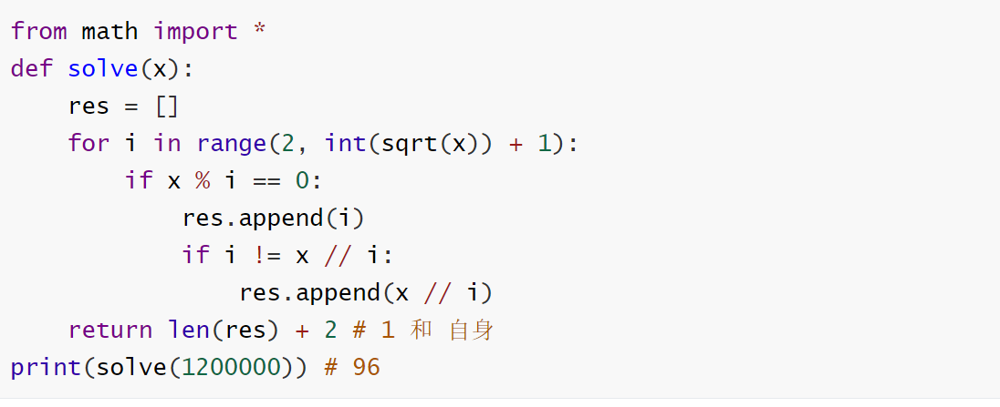 from math import *
def solve(x):
    res = []
    for i in range(2, int(sqrt(x)) + 1):
        if x % i == 0:
            res.append(i)
            if i != x // i:
                res.append(x // i)
    return len(res) + 2 # 1 和 自身
print(solve(1200000)) # 96